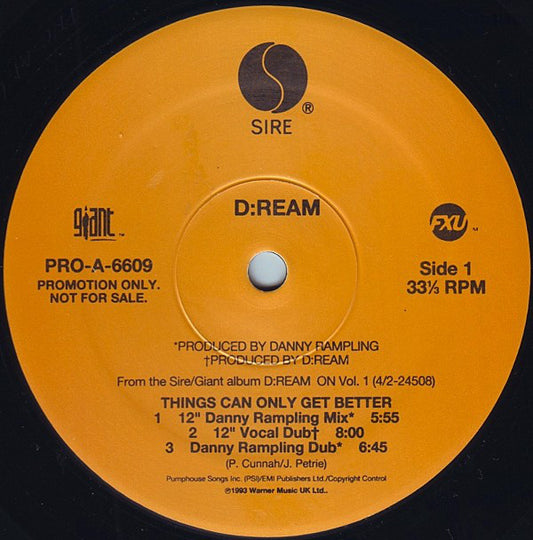 ®
SIRE
D:REAM
giant™
FXU™
PRO-A-6609
PROMOTION ONLY.
NOT FOR SALE.
Side 1
33⅓ RPM
*PRODUCED BY DANNY RAMPLING
†PRODUCED BY D:REAM
From the Sire/Giant album D:REAM ON Vol. 1 (4/2-24508)
THINGS CAN ONLY GET BETTER
1 12" Danny Rampling Mix* 5:55
2 12" Vocal Dub† 8:00
3 Danny Rampling Dub* 6:45
(P. Cunnah/J. Petrie)
Pumphouse Songs Inc. (PSI)/EMI Publishers Ltd./Copyright Control
℗1993 Warner Music UK Ltd..